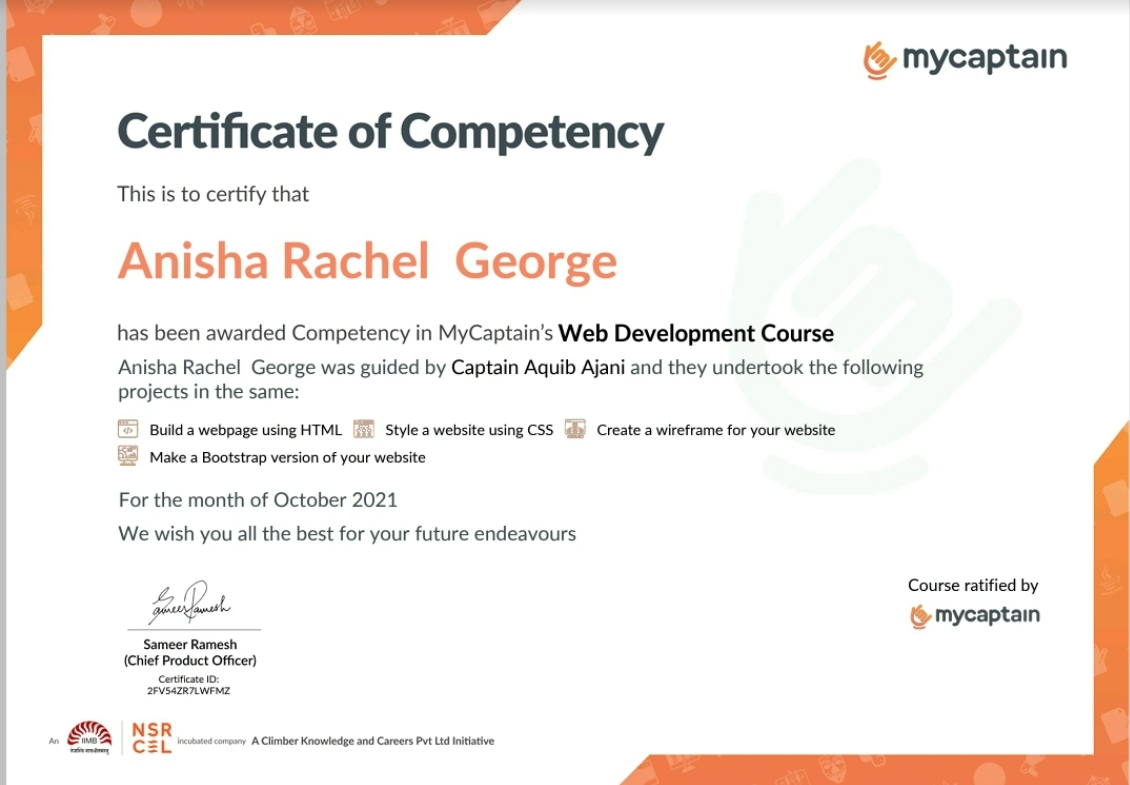 mycaptain
Certificate of Competency
This is to certify that
Anisha Rachel George
has been awarded Competency in MyCaptain's Web Development Course
Anisha Rachel George was guided by Captain Aquib Ajani and they undertook the following
projects in the same:
Build a webpage using HTML Style a website using CSS Create a wireframe for your website
Make a Bootstrap version of your website
For the month of October 2021
We wish you all the best for your future endeavours
Sameer Ramesh
Sameer Ramesh
(Chief Product Officer)
Certificate ID:
2FV54ZR7LWFMZ
Course ratified by
mycaptain
An IIMB NSRCEL incubated company A Climber Knowledge and Careers Pvt Ltd Initiative